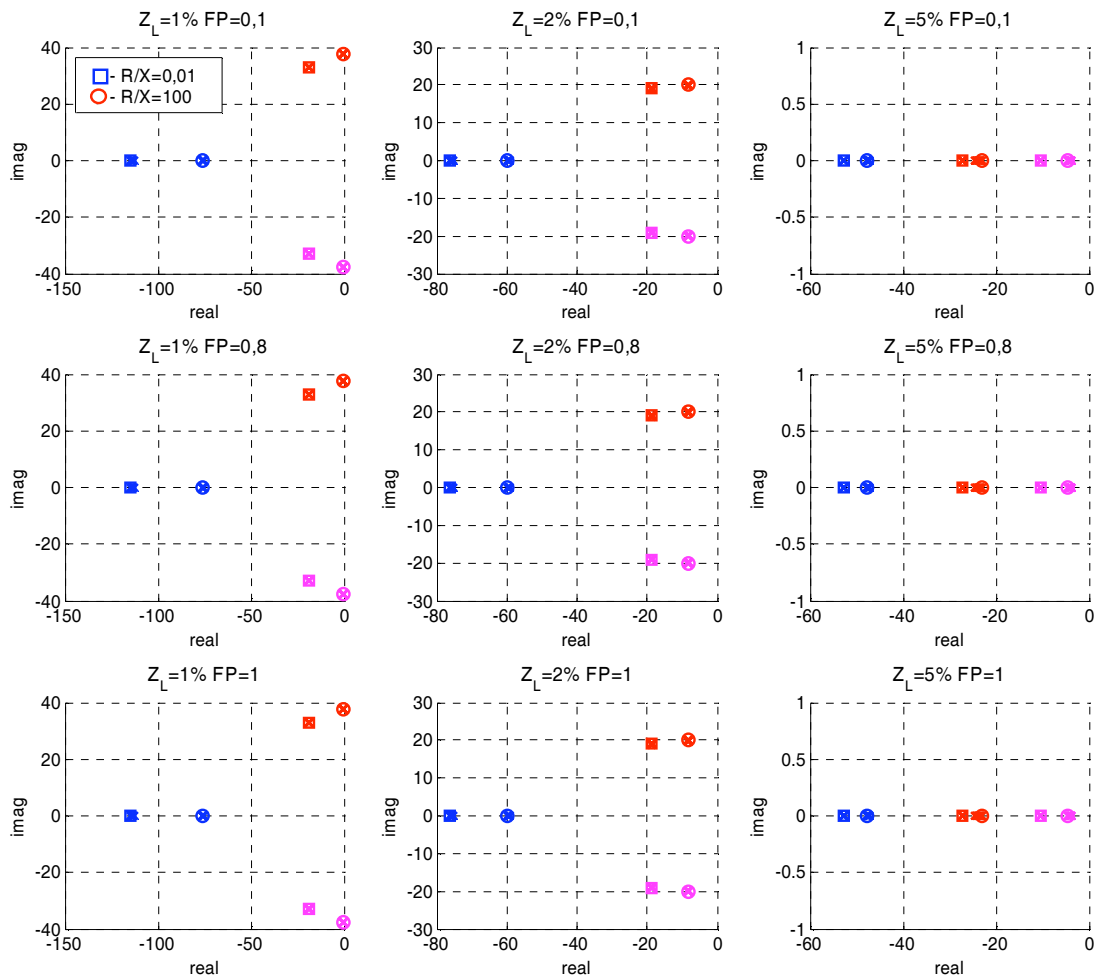 Z_L=1% FP=0,1
Z_L=2% FP=0,1
Z_L=5% FP=0,1
40
20
0
-20
-40
imag
- R/X=0,01
- R/X=100
-150 -100 -50 0
real
30
20
10
0
-10
-20
-30
imag
-80 -60 -40 -20 0
real
1
0.5
0
-0.5
-1
imag
-60 -40 -20 0
real
Z_L=1% FP=0,8
Z_L=2% FP=0,8
Z_L=5% FP=0,8
40
20
0
-20
-40
imag
-150 -100 -50 0
real
30
20
10
0
-10
-20
-30
imag
-80 -60 -40 -20 0
real
1
0.5
0
-0.5
-1
imag
-60 -40 -20 0
real
Z_L=1% FP=1
Z_L=2% FP=1
Z_L=5% FP=1
40
20
0
-20
-40
imag
-150 -100 -50 0
real
30
20
10
0
-10
-20
-30
imag
-80 -60 -40 -20 0
real
1
0.5
0
-0.5
-1
imag
-60 -40 -20 0
real